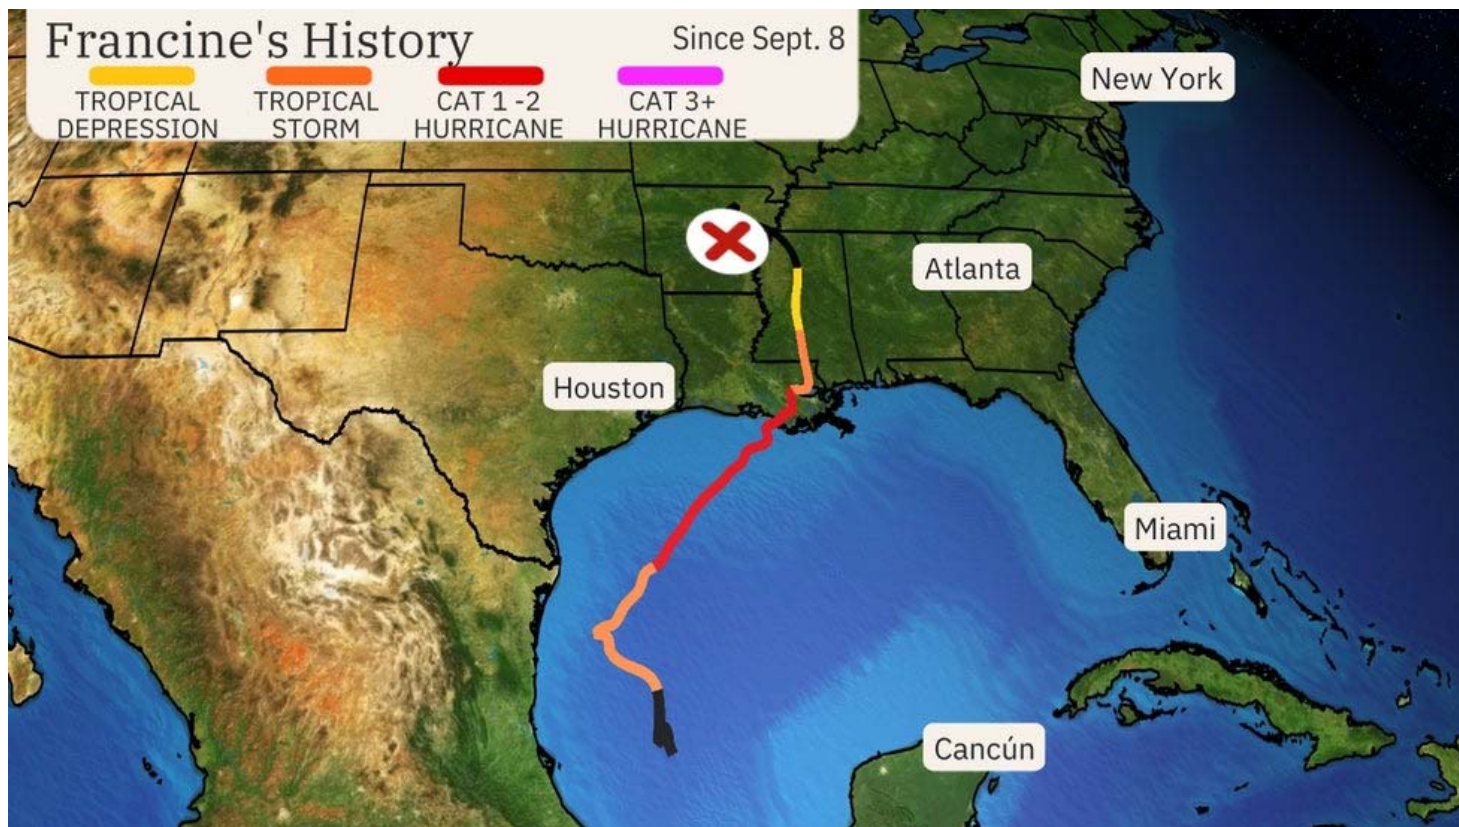 Francine's History
Since Sept. 8
TROPICAL
DEPRESSION
TROPICAL
STORM
CAT 1 -2
HURRICANE
CAT 3+
HURRICANE
New York
Atlanta
Houston
Miami
Cancún